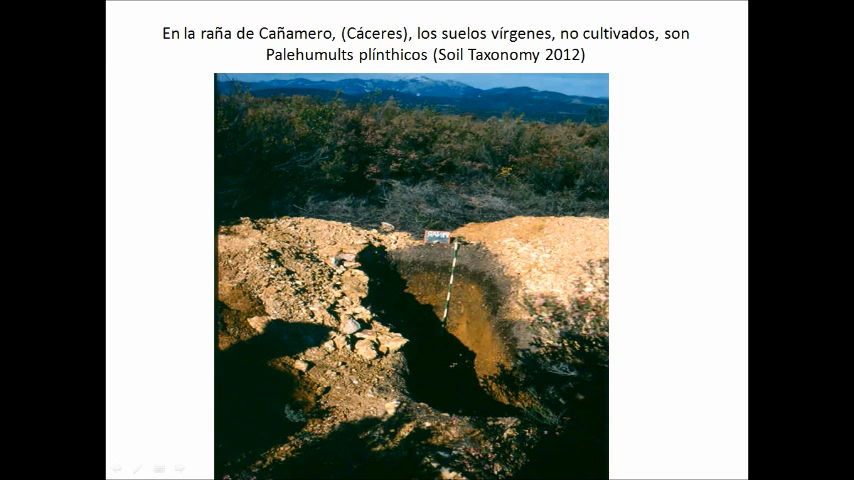 En la raña de Cañamero, (Cáceres), los suelos vírgenes, no cultivados, son
Palehumults plínthicos (Soil Taxonomy 2012)